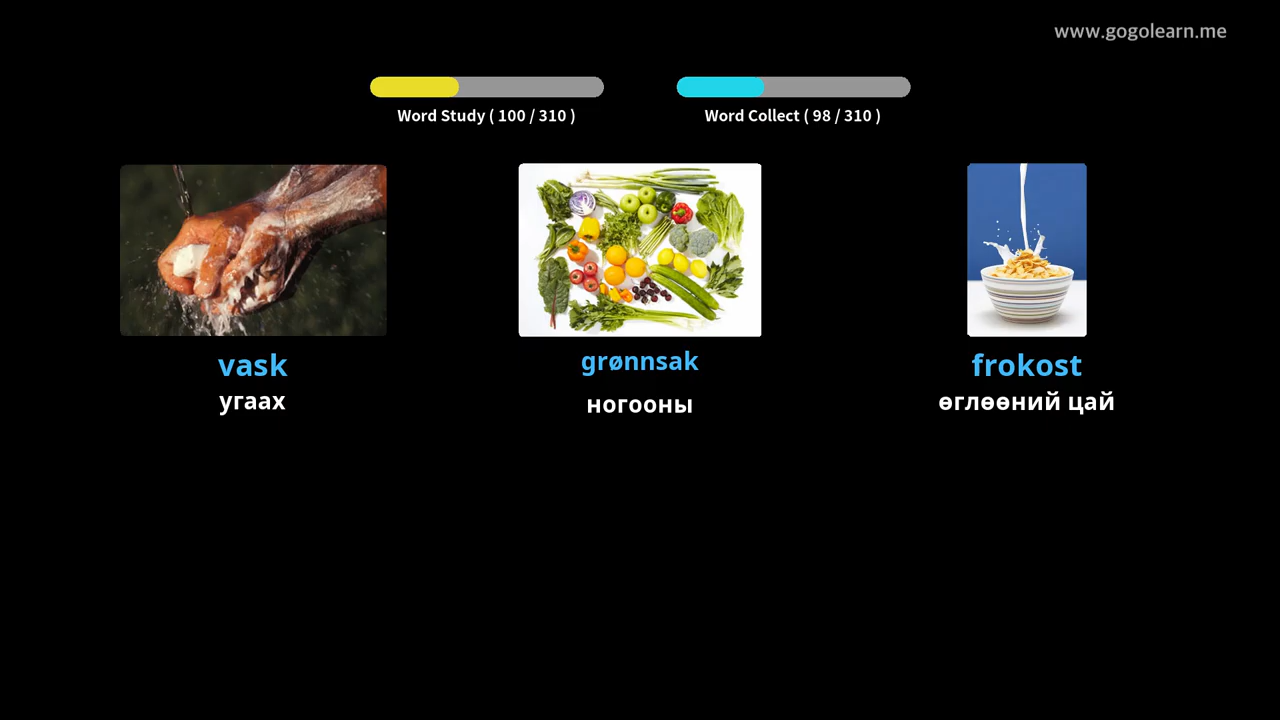 www.gogolearn.me
Word Study ( 100 / 310 )
Word Collect ( 98 / 310 )
vask
угаах
grønnsak
ногооны
frokost
өглөөний цай